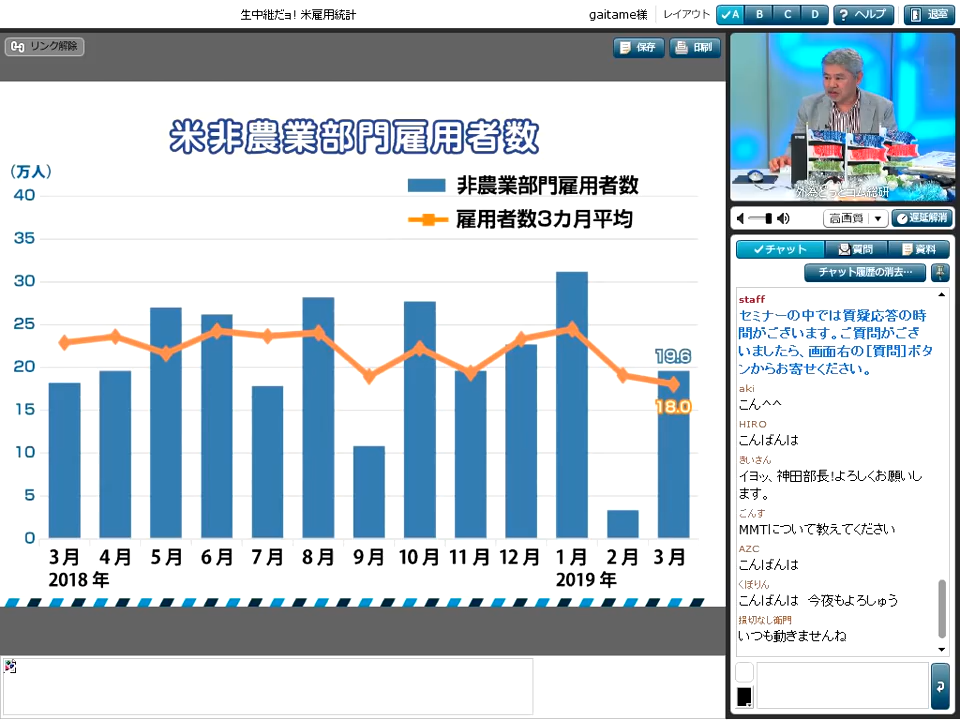 生中継だョ! 米雇用統計
gaitame様
レイアウト
A
B
C
D
? ヘルプ
退室
リンク解除
保存
印刷
米非農業部門雇用者数
(万人)
非農業部門雇用者数
雇用者数3カ月平均
40
35
30
25
20
15
10
5
0
19.6
18.0
3月 4月 5月 6月 7月 8月 9月 10月 11月 12月 1月 2月 3月
2018年 2019年
外為どっとコム総研
高画質
遅延解消
チャット
質問
資料
チャット履歴の消去…
staff
セミナーの中では質疑応答の時
間がございます。ご質問がござ
いましたら、画面右の[質問]ボタ
ンからお寄せください。
aki
こん^^
HIRO
こんばんは
きいさん
イヨッ、神田部長!よろしくお願いし
ます。
ごんす
MMTについて教えてください
AZC
こんばんは
くぼりん
こんばんは 今夜もよろしゅう
損切なし衛門
いつも動きませんね